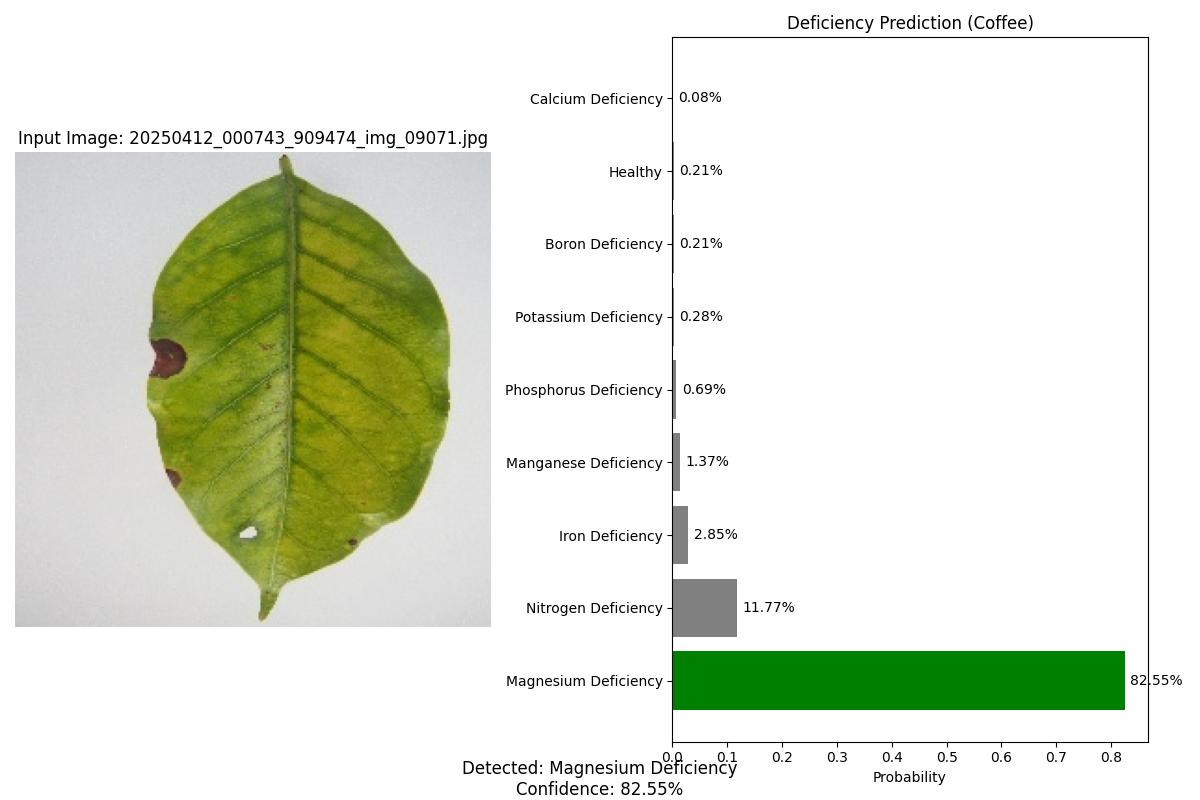 Deficiency Prediction (Coffee)
Input Image: 20250412_000743_909474_img_09071.jpg
Calcium Deficiency 0.08%
Healthy 0.21%
Boron Deficiency 0.21%
Potassium Deficiency 0.28%
Phosphorus Deficiency 0.69%
Manganese Deficiency 1.37%
Iron Deficiency 2.85%
Nitrogen Deficiency 11.77%
Magnesium Deficiency 82.55%
0.0 0.1 0.2 0.3 0.4 0.5 0.6 0.7 0.8
Probability
Detected: Magnesium Deficiency
Confidence: 82.55%